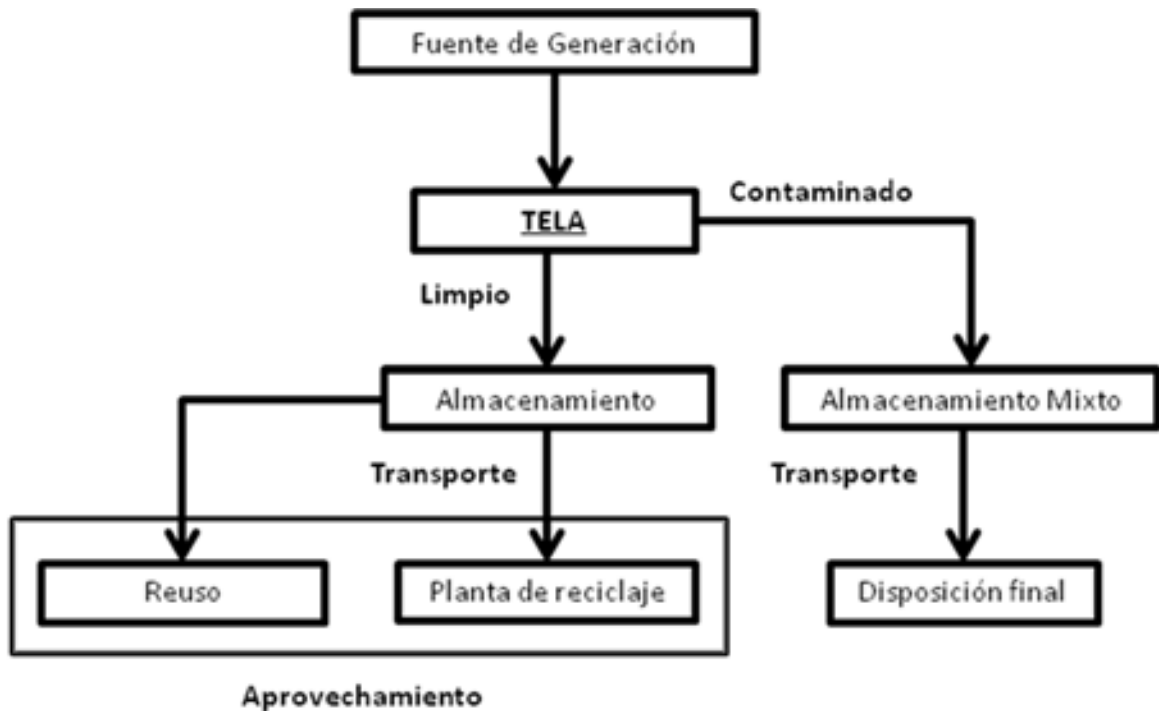 Fuente de Generación
TELA
Contaminado
Limpio
Almacenamiento
Almacenamiento Mixto
Transporte
Transporte
Reuso
Planta de reciclaje
Disposición final
Aprovechamiento